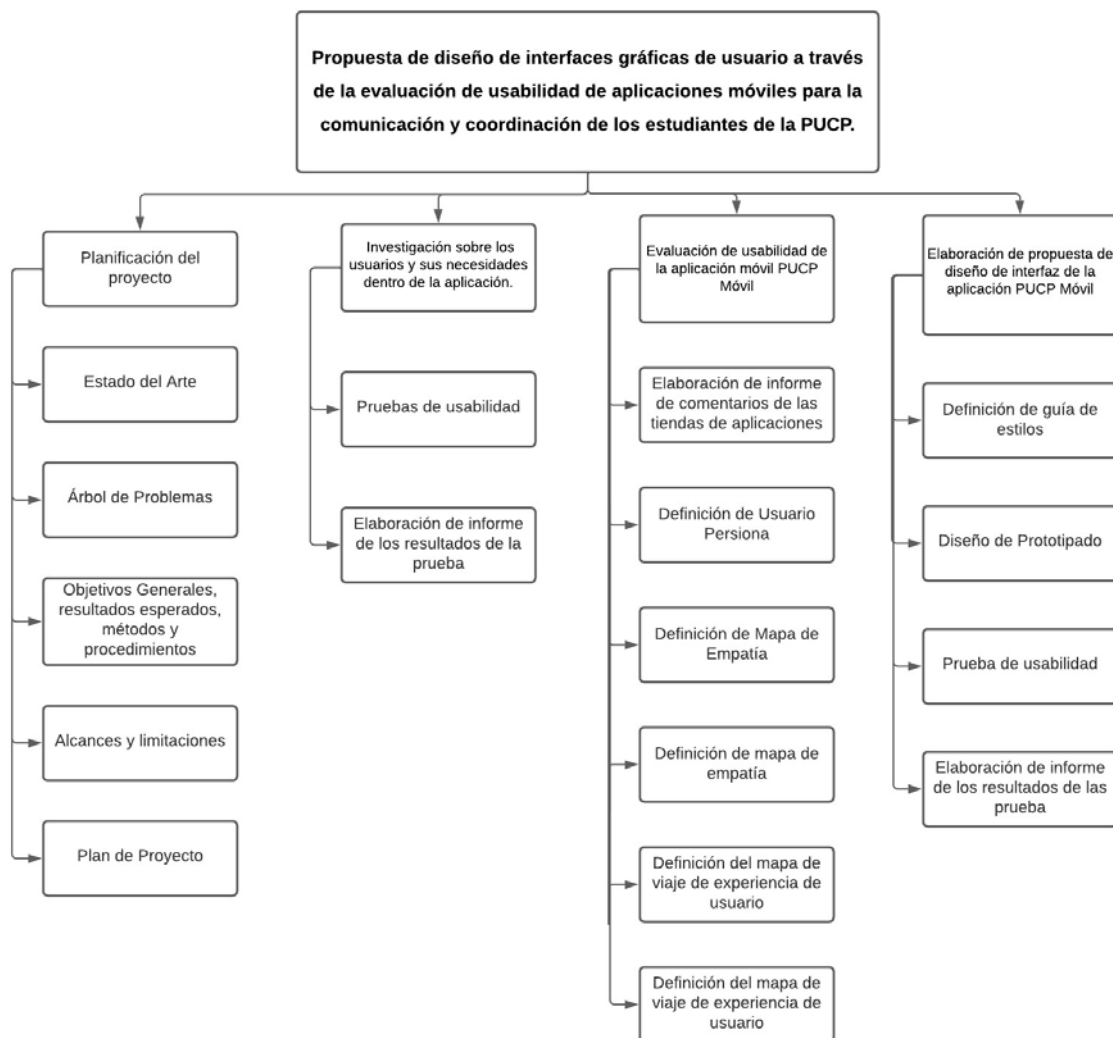 Propuesta de diseño de interfaces gráficas de usuario a través
de la evaluación de usabilidad de aplicaciones móviles para la
comunicación y coordinación de los estudiantes de la PUCP.
Planificación del
proyecto
Estado del Arte
Árbol de Problemas
Objetivos Generales,
resultados esperados,
métodos y
procedimientos
Alcances y limitaciones
Plan de Proyecto
Investigación sobre los
usuarios y sus necesidades
dentro de la aplicación.
Pruebas de usabilidad
Elaboración de informe
de los resultados de la
prueba
Evaluación de usabilidad de
la aplicación móvil PUCP
Móvil
Elaboración de informe
de comentarios de las
tiendas de aplicaciones
Definición de Usuario
Persiona
Definición de Mapa de
Empatía
Definición de mapa de
empatía
Definición del mapa de
viaje de experiencia de
usuario
Definición del mapa de
viaje de experiencia de
usuario
Elaboración de propuesta de
diseño de interfaz de la
aplicación PUCP Móvil
Definición de guía de
estilos
Diseño de Prototipado
Prueba de usabilidad
Elaboración de informe
de los resultados de las
prueba